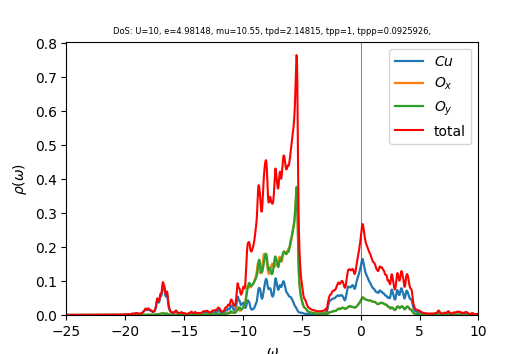 DoS: U=10, e=4.98148, mu=10.55, tpd=2.14815, tpp=1, tppp=0.0925926,
0.8
0.7
0.6
0.5
0.4
0.3
0.2
0.1
0.0
ρ(ω)
Cu
Oₓ
O_y
total
−25 −20 −15 −10 −5 0 5 10
ω